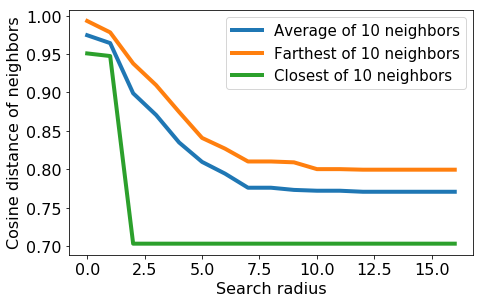 Cosine distance of neighbors
1.00
0.95
0.90
0.85
0.80
0.75
0.70
Average of 10 neighbors
Farthest of 10 neighbors
Closest of 10 neighbors
0.0 2.5 5.0 7.5 10.0 12.5 15.0
Search radius